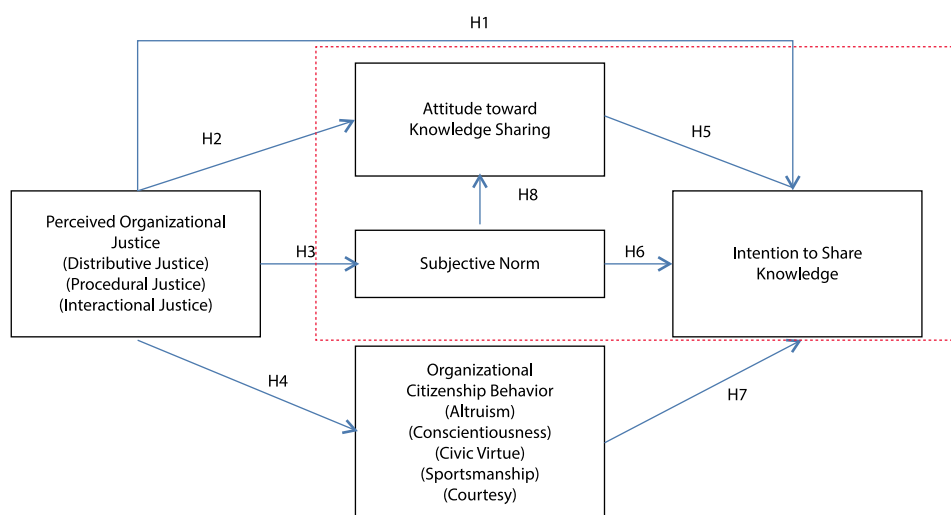 H1
Attitude toward
Knowledge Sharing
H2
H5
H8
Perceived Organizational
Justice
(Distributive Justice)
(Procedural Justice)
(Interactional Justice)
H3
Subjective Norm
H6
Intention to Share
Knowledge
H4
Organizational
Citizenship Behavior
(Altruism)
(Conscientiousness)
(Civic Virtue)
(Sportsmanship)
(Courtesy)
H7